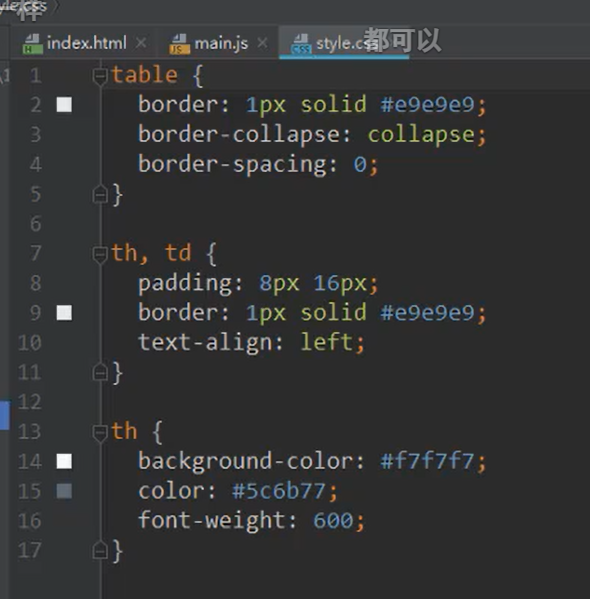 yle.css
一样
index.html
main.js
style.css
都可以
1 table {
2 border: 1px solid #e9e9e9;
3 border-collapse: collapse;
4 border-spacing: 0;
5 }
6
7 th, td {
8 padding: 8px 16px;
9 border: 1px solid #e9e9e9;
10 text-align: left;
11 }
12
13 th {
14 background-color: #f7f7f7;
15 color: #5c6b77;
16 font-weight: 600;
17 }